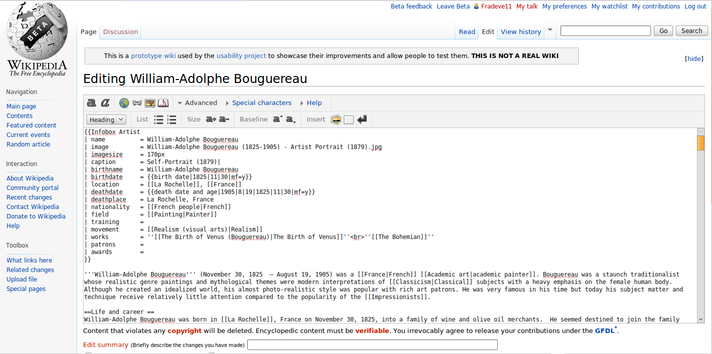 Beta feedback Leave Beta Fradeve11 My talk My preferences My watchlist My contributions Log out
BETA
WIKIPEDIA
The Free Encyclopedia
Page Discussion Read Edit View history Go Search
This is a prototype wiki used by the usability project to showcase their improvements and allow people to test them. THIS IS NOT A REAL WIKI
[hide]
Editing William-Adolphe Bouguereau
Navigation
Main page
Contents
Featured content
Current events
Random article
Interaction
About Wikipedia
Community portal
Recent changes
Contact Wikipedia
Donate to Wikipedia
Help
Toolbox
What links here
Related changes
Upload file
Special pages
Advanced Special characters Help
Heading List Size Baseline Insert
{{Infobox Artist
| name = William-Adolphe Bouguereau
| image = William-Adolphe Bouguereau (1825-1905) - Artist Portrait (1879).jpg
| imagesize = 170px
| caption = Self-Portrait (1879)|
| birthname = William-Adolphe Bouguereau
| birthdate = {{birth date|1825|11|30|mf=y}}
| location = [[La Rochelle]], [[France]]
| deathdate = {{death date and age|1905|8|19|1825|11|30|mf=y}}
| deathplace = La Rochelle, France
| nationality = [[French people|French]]
| field = [[Painting|Painter]]
| training =
| movement = [[Realism (visual arts)|Realism]]
| works = ''[[The Birth of Venus (Bouguereau)|The Birth of Venus]]''<br>''[[The Bohemian]]''
| patrons =
| awards =
}}
'''William-Adolphe Bouguereau''' (November 30, 1825 – August 19, 1905) was a [[France|French]] [[Academic art|academic painter]]. Bouguereau was a staunch traditionalist
whose realistic genre paintings and mythological themes were modern interpretations of [[Classicism|Classical]] subjects with a heavy emphasis on the female human body.
Although he created an idealized world, his almost photo-realistic style was popular with rich art patrons. He was very famous in his time but today his subject matter and
technique receive relatively little attention compared to the popularity of the [[Impressionists]].
==Life and career ==
William-Adolphe Bouguereau was born in [[La Rochelle]], France on November 30, 1825, into a family of wine and olive oil merchants. He seemed destined to join the family
Content that violates any copyright will be deleted. Encyclopedic content must be verifiable. You irrevocably agree to release your contributions under the GFDL*.
Edit summary (Briefly describe the changes you have made)